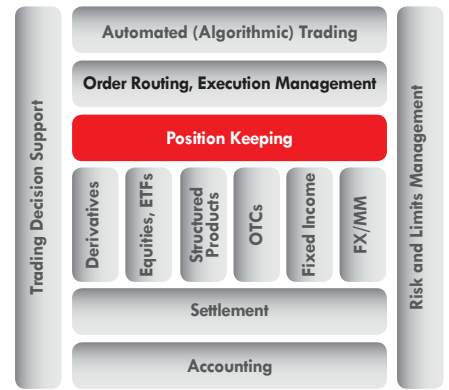 Automated (Algorithmic) Trading
Order Routing, Execution Management
Position Keeping
Trading Decision Support
Derivatives
Equities, ETFs
Structured
Products
OTCs
Fixed Income
FX/MM
Risk and Limits Management
Settlement
Accounting